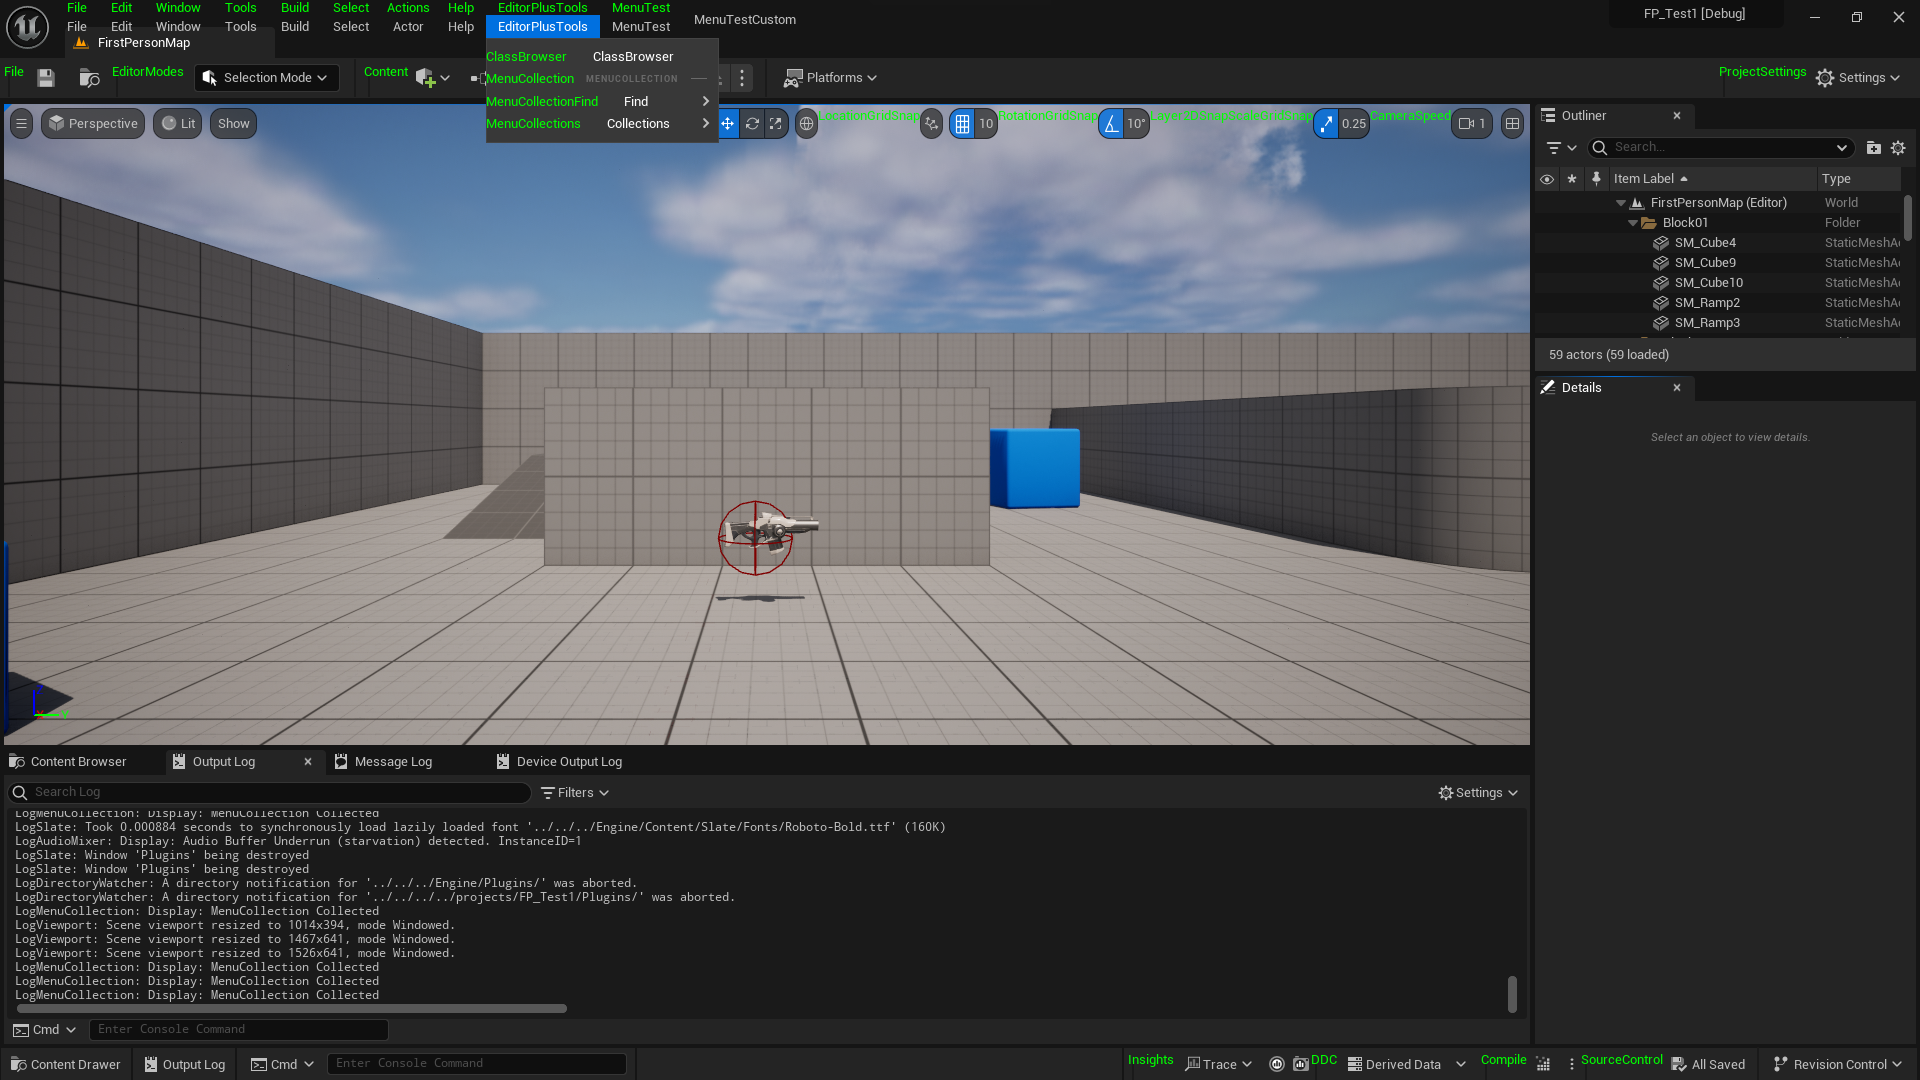 File Edit Window Tools Build Select Actions Help EditorPlusTools MenuTest
File Edit Window Tools Build Select Actor Help EditorPlusTools MenuTest MenuTestCustom
FP_Test1 [Debug]
FirstPersonMap
File EditorModes Selection Mode Content Platforms ProjectSettings Settings
ClassBrowser ClassBrowser
MenuCollection MENUCOLLECTION
MenuCollectionFind Find
MenuCollections Collections
Perspective Lit Show LocationGridSnap 10 RotationGridSnap 10° 0.25 CameraSpeed 1
Outliner
Search...
Item Label Type
FirstPersonMap (Editor) World
Block01 Folder
SM_Cube4 StaticMeshA
SM_Cube9 StaticMeshA
SM_Cube10 StaticMeshA
SM_Ramp2 StaticMeshA
SM_Ramp3 StaticMeshA
59 actors (59 loaded)
Details
Select an object to view details.
Content Browser Output Log Message Log Device Output Log
Search Log Filters Settings
LogMenuCollection: Display: MenuCollection Collected
LogSlate: Took 0.000884 seconds to synchronously load lazily loaded font '../../../Engine/Content/Slate/Fonts/Roboto-Bold.ttf' (160K)
LogAudioMixer: Display: Audio Buffer Underrun (starvation) detected. InstanceID=1
LogSlate: Window 'Plugins' being destroyed
LogSlate: Window 'Plugins' being destroyed
LogDirectoryWatcher: A directory notification for '../../../Engine/Plugins/' was aborted.
LogDirectoryWatcher: A directory notification for '../../../../projects/FP_Test1/Plugins/' was aborted.
LogMenuCollection: Display: MenuCollection Collected
LogViewport: Scene viewport resized to 1014x394, mode Windowed.
LogViewport: Scene viewport resized to 1467x641, mode Windowed.
LogViewport: Scene viewport resized to 1526x641, mode Windowed.
LogMenuCollection: Display: MenuCollection Collected
LogMenuCollection: Display: MenuCollection Collected
LogMenuCollection: Display: MenuCollection Collected
Cmd Enter Console Command
Content Drawer Output Log Cmd Enter Console Command Insights Trace DDC Derived Data Compile SourceControl All Saved Revision Control